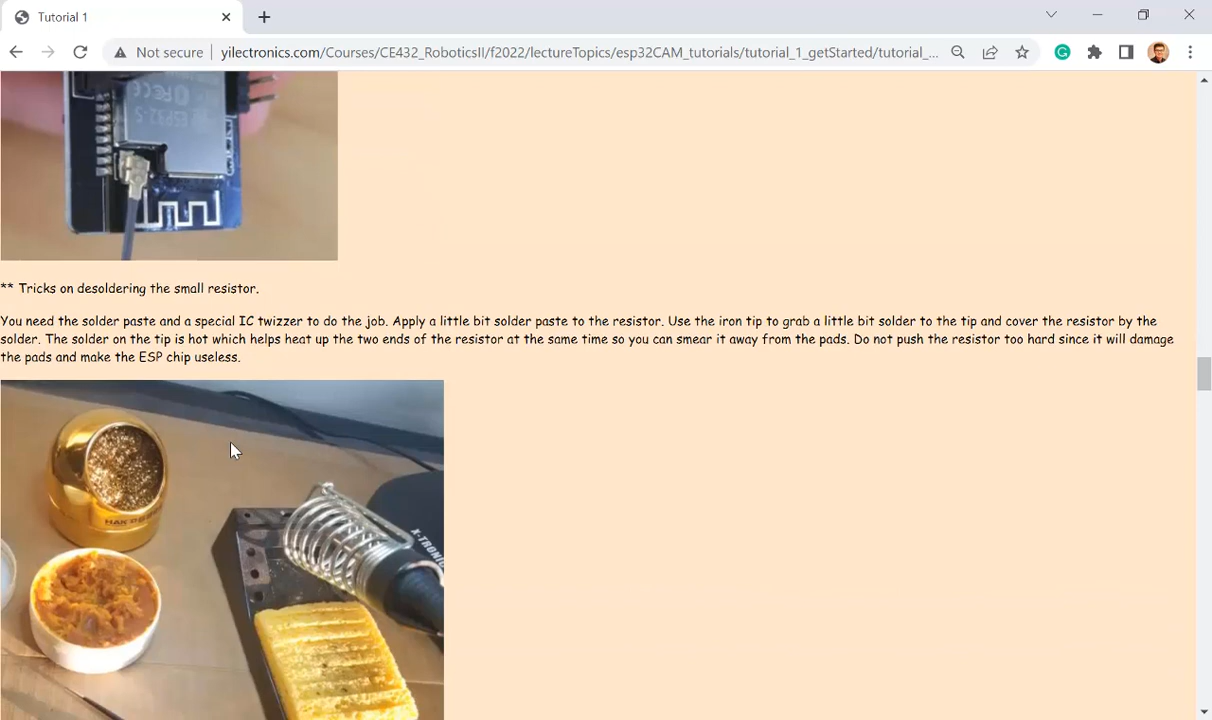 Tutorial 1
Not secure
yilectronics.com/Courses/CE432_RoboticsII/f2022/lectureTopics/esp32CAM_tutorials/tutorial_1_getStarted/tutorial_...
ESP32-S
** Tricks on desoldering the small resistor.
You need the solder paste and a special IC twizzer to do the job. Apply a little bit solder paste to the resistor. Use the iron tip to grab a little bit solder to the tip and cover the resistor by the
solder. The solder on the tip is hot which helps heat up the two ends of the resistor at the same time so you can smear it away from the pads. Do not push the resistor too hard since it will damage
the pads and make the ESP chip useless.
X-TRONIC